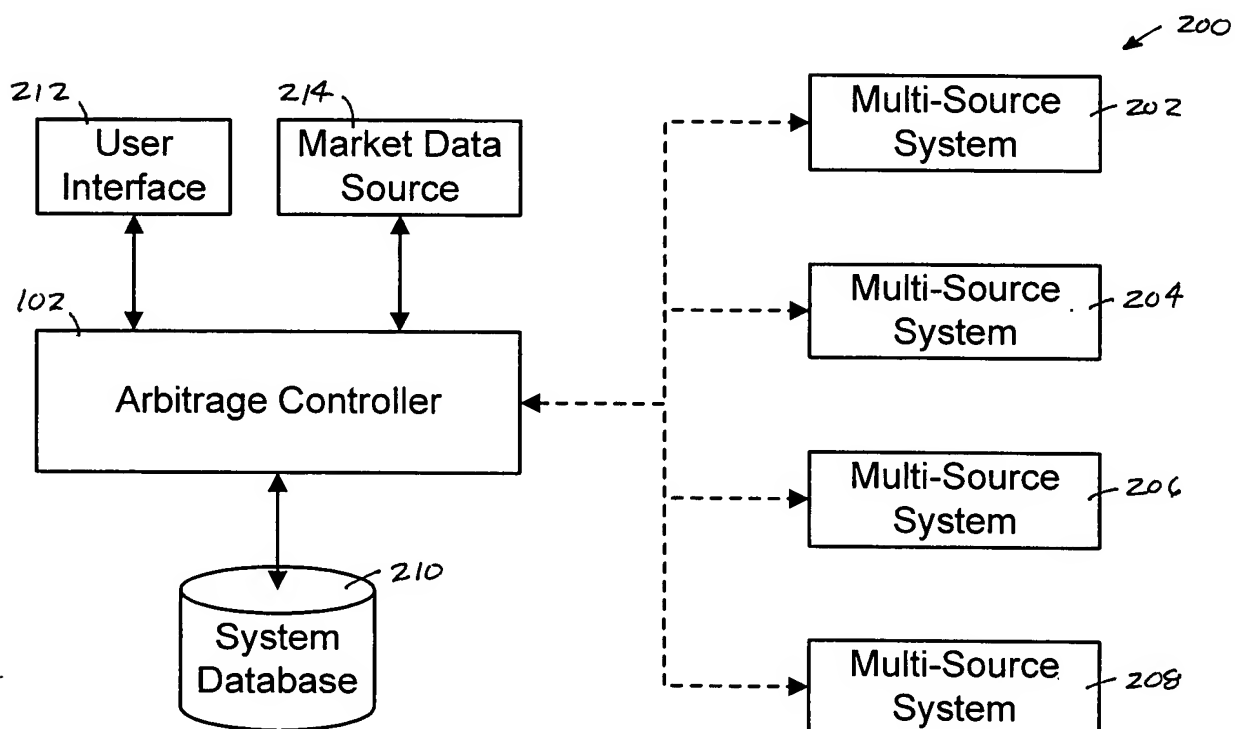 200
212
214
User
Interface
Market Data
Source
Multi-Source
System
202
Multi-Source
System
204
102
Arbitrage Controller
Multi-Source
System
206
210
System
Database
Multi-Source
System
208